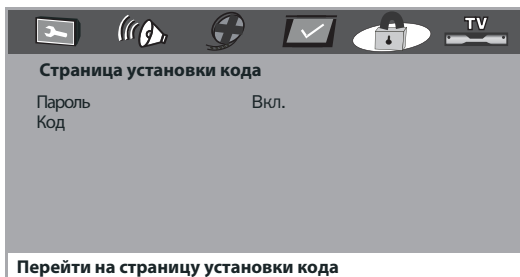 TV
Страница установки кода
Пароль Вкл.
Код
Перейти на страницу установки кода